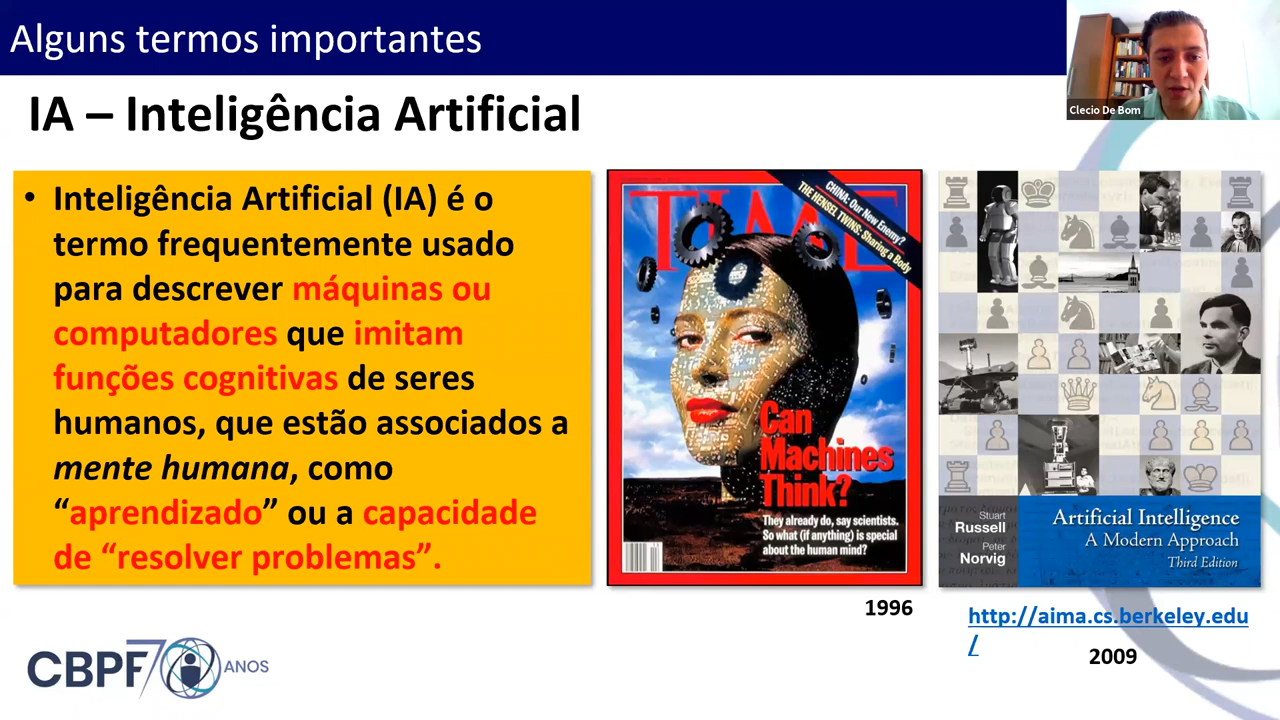 Alguns termos importantes
Clecio De Bom
IA – Inteligência Artificial
• Inteligência Artificial (IA) é o
termo frequentemente usado
para descrever máquinas ou
computadores que imitam
funções cognitivas de seres
humanos, que estão associados a
mente humana, como
“aprendizado” ou a capacidade
de “resolver problemas”.
TIME
CHINA: Our New Enemy?
THE HENSEL TWINS: Sharing a Body
Can
Machines
Think?
They already do, say scientists.
So what (if anything) is special
about the human mind?
1996
Stuart
Russell
Peter
Norvig
Artificial Intelligence
A Modern Approach
Third Edition
http://aima.cs.berkeley.edu
/
2009
CBPF 70 ANOS